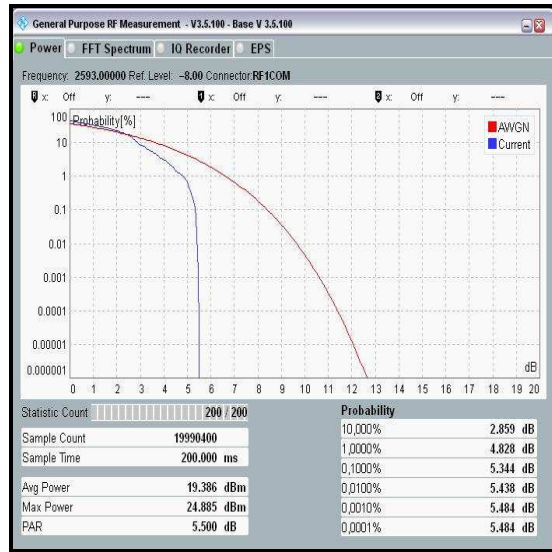 General Purpose RF Measurement - V3.5.100 - Base V 3.5.100
Power FFT Spectrum IQ Recorder EPS
Frequency: 2593.00000 Ref. Level: -8.00 Connector:RF1COM
x: Off y: --- 1 x: Off y: --- 2 x: Off y: ---
Probability[%]
AWGN
Current
100
10
1
0.1
0.01
0.001
0.0001
0.00001
0.000001
dB
0 1 2 3 4 5 6 7 8 9 10 11 12 13 14 15 16 17 18 19 20
Statistic Count 200 / 200
Sample Count 19990400
Sample Time 200.000 ms
Avg Power 19.386 dBm
Max Power 24.885 dBm
PAR 5.500 dB
Probability
10,000% 2.859 dB
1,0000% 4.828 dB
0,1000% 5.344 dB
0,0100% 5.438 dB
0,0010% 5.484 dB
0,0001% 5.484 dB